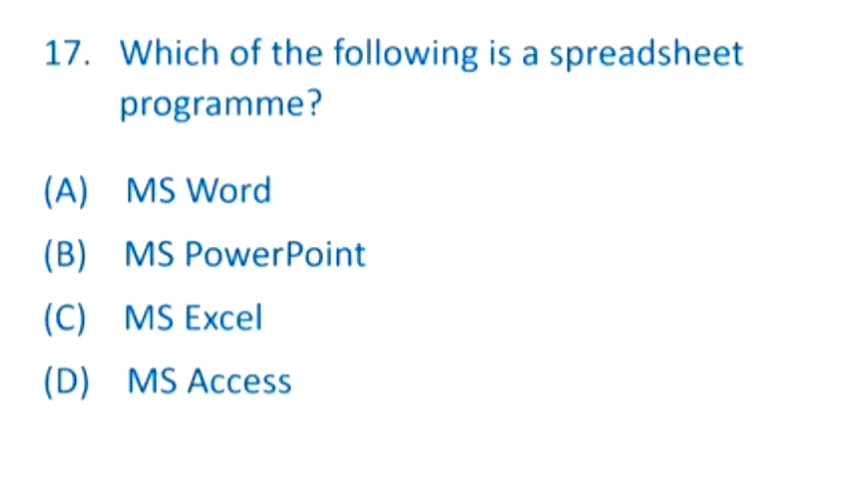 17. Which of the following is a spreadsheet
programme?
(A) MS Word
(B) MS PowerPoint
(C) MS Excel
(D) MS Access